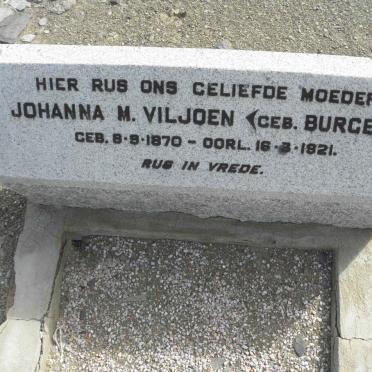 HIER RUS ONS GELIEFDE MOEDER
JOHANNA M. VILJOEN (GEB. BURGE
GEB. 8·9·1870 – OORL. 16·3·1921.
RUS IN VREDE.